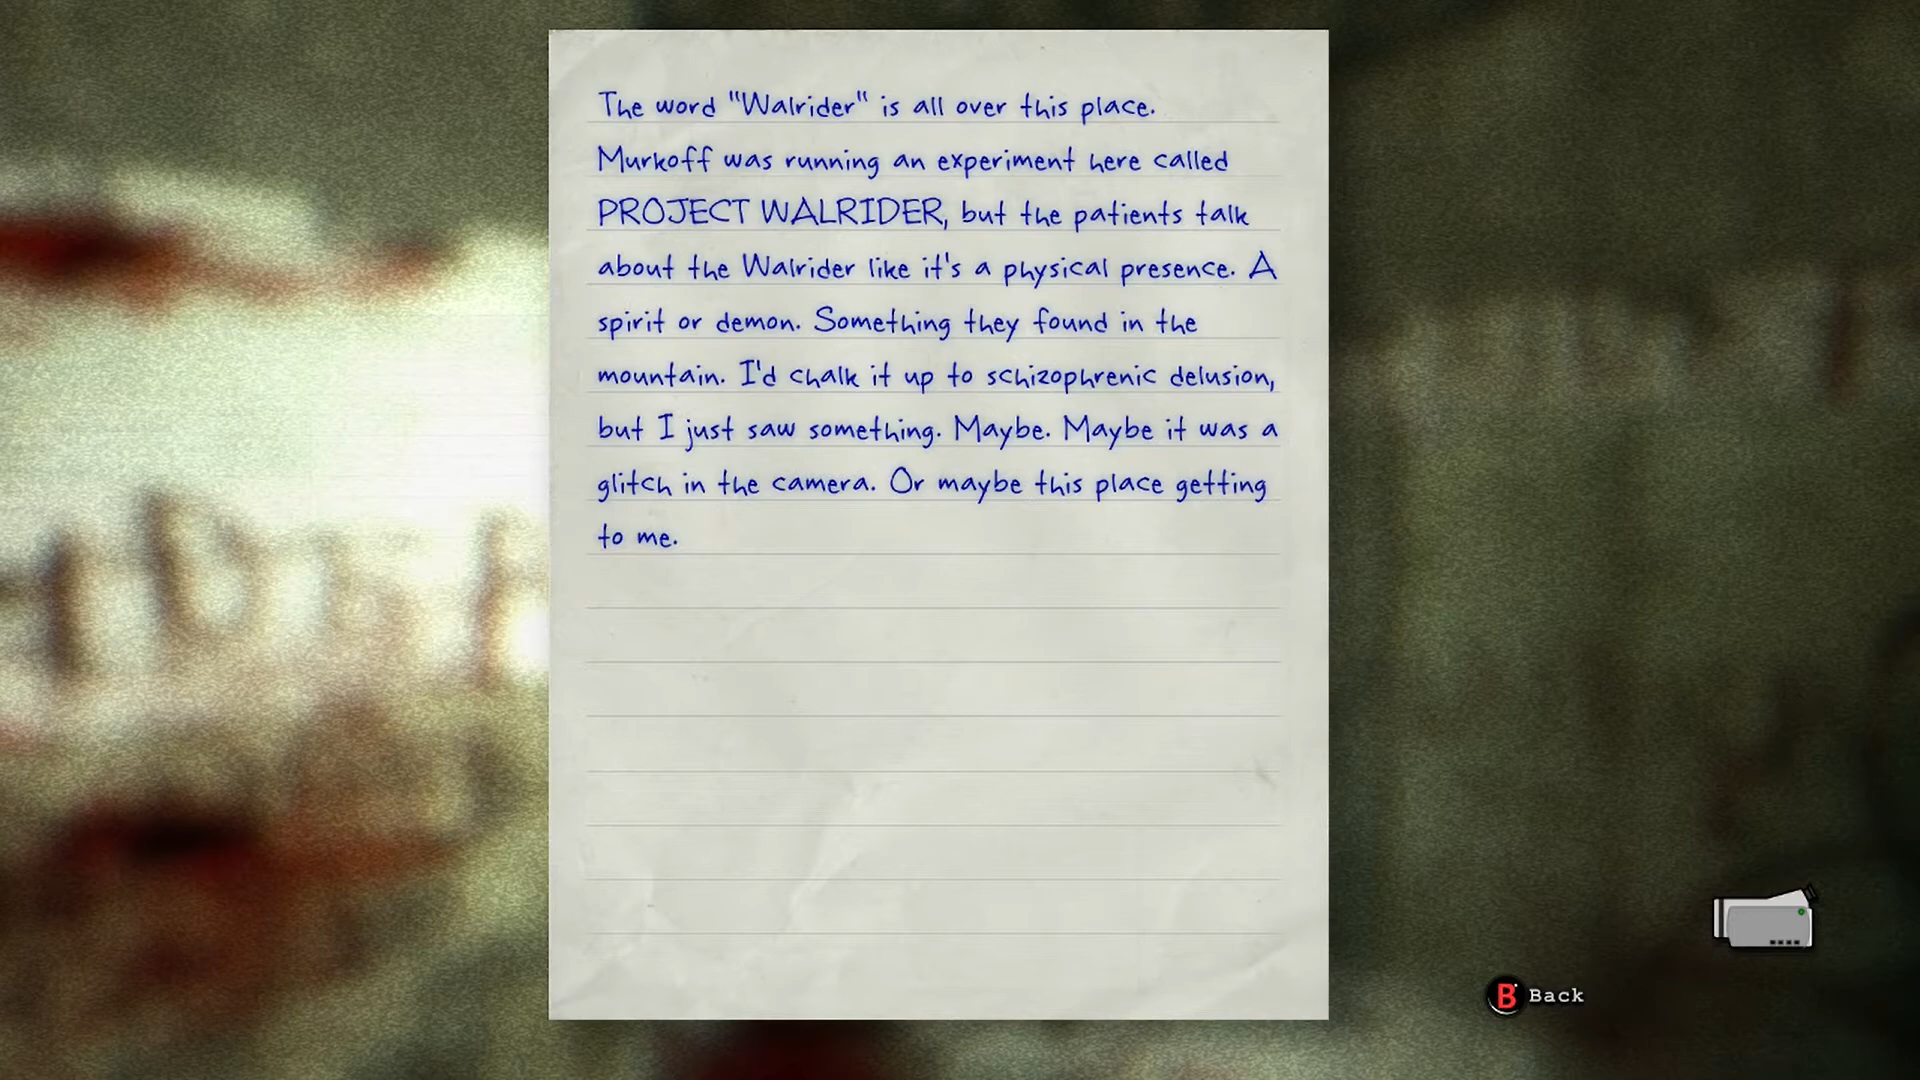 The word "Walrider" is all over this place.
Murkoff was running an experiment here called
PROJECT WALRIDER, but the patients talk
about the Walrider like it's a physical presence. A
spirit or demon. Something they found in the
mountain. I'd chalk it up to schizophrenic delusion,
but I just saw something. Maybe. Maybe it was a
glitch in the camera. Or maybe this place getting
to me.
B Back